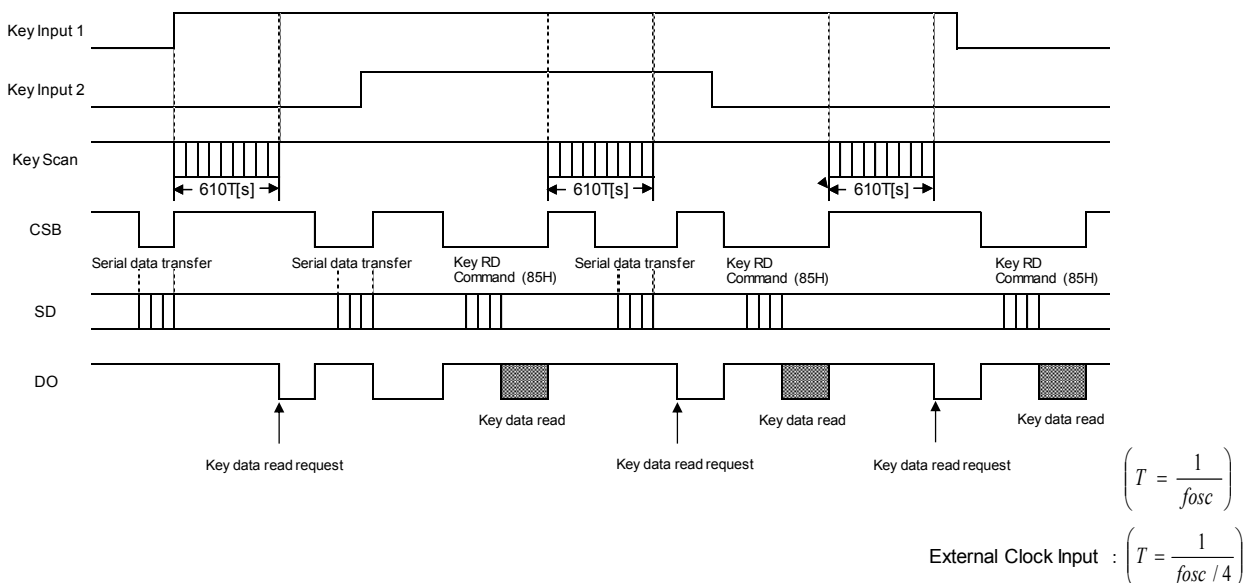 Key Input 1
Key Input 2
Key Scan
610T[s] 610T[s] 610T[s]
CSB
Serial data transfer Serial data transfer Key RD Command (85H) Serial data transfer Key RD Command (85H) Key RD Command (85H)
SD
DO
Key data read Key data read Key data read
Key data read request Key data read request Key data read request
(T = 1 / fosc)
External Clock Input : (T = 1 / fosc / 4)